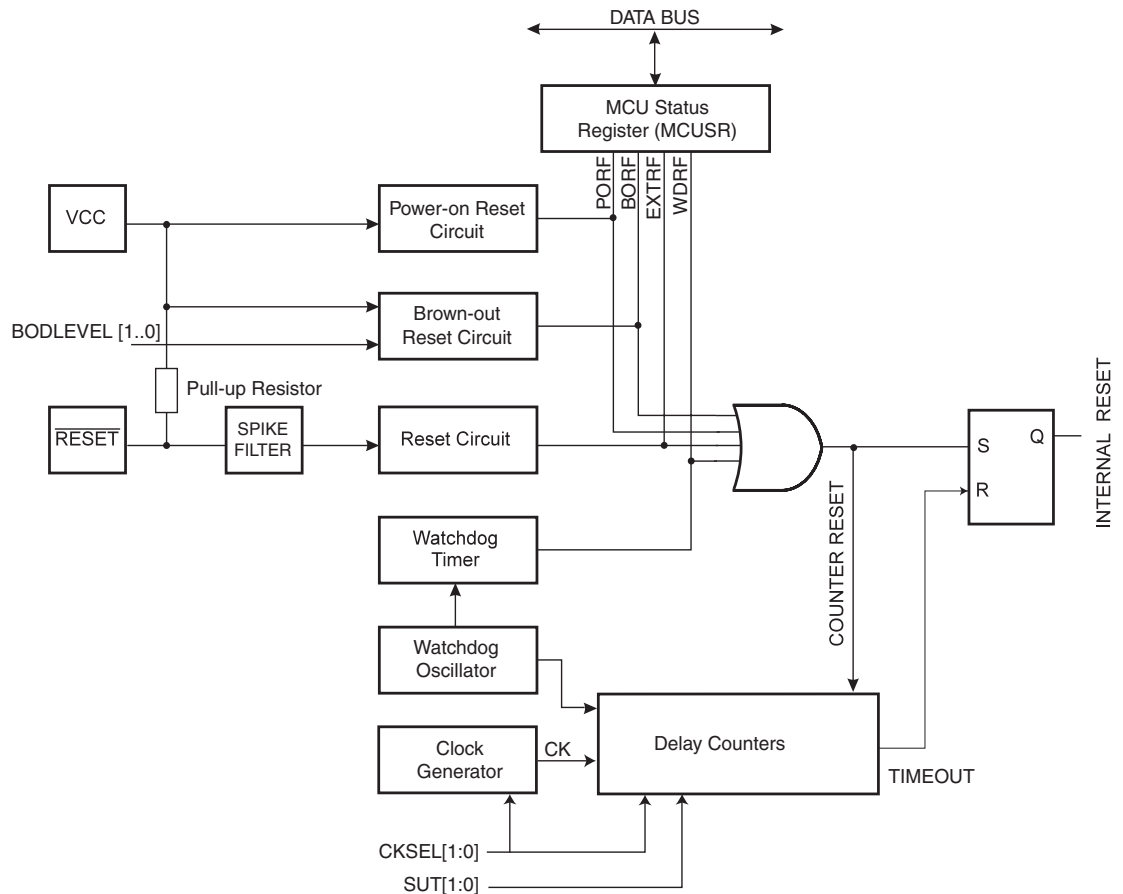 DATA BUS
MCU Status
Register (MCUSR)
PORF
BORF
EXTRF
WDRF
VCC
Power-on Reset
Circuit
Brown-out
Reset Circuit
BODLEVEL [1..0]
Pull-up Resistor
RESET
SPIKE
FILTER
Reset Circuit
S
Q
R
INTERNAL RESET
COUNTER RESET
Watchdog
Timer
Watchdog
Oscillator
Clock
Generator
CK
Delay Counters
TIMEOUT
CKSEL[1:0]
SUT[1:0]